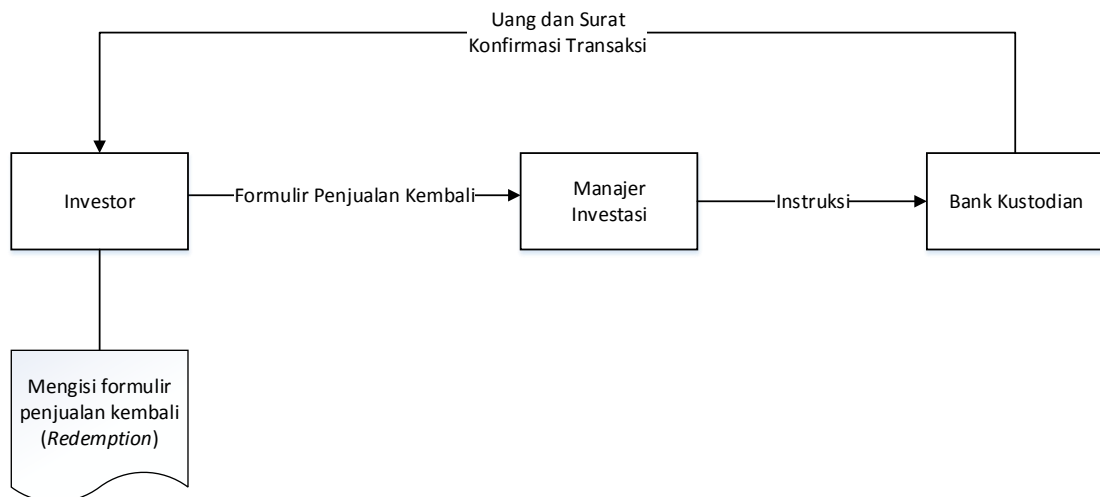 Uang dan Surat
Konfirmasi Transaksi
Investor
Formulir Penjualan Kembali
Manajer
Investasi
Instruksi
Bank Kustodian
Mengisi formulir
penjualan kembali
(Redemption)